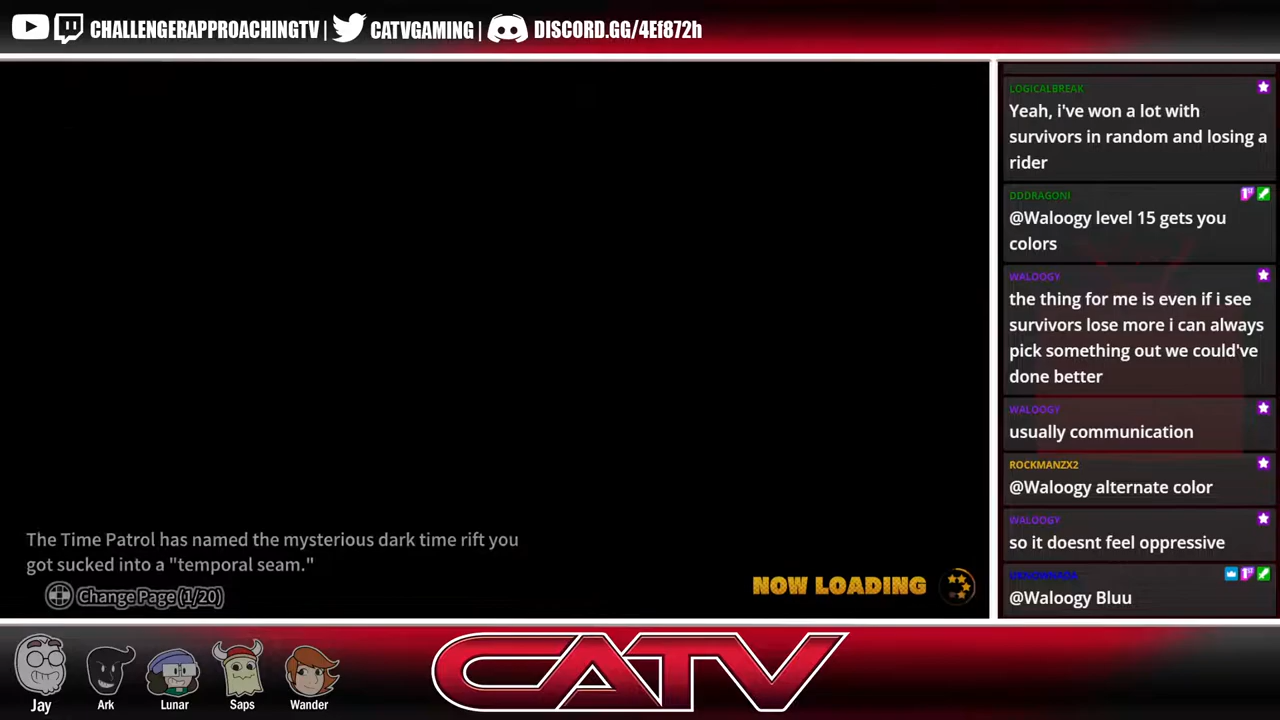 CHALLENGERAPPROACHINGTV | CATVGAMING | DISCORD.GG/4Ef872h
LOGICALBREAK
Yeah, i've won a lot with
survivors in random and losing a
rider
DDDRAGONI
@Waloogy level 15 gets you
colors
WALOOGY
the thing for me is even if i see
survivors lose more i can always
pick something out we could've
done better
WALOOGY
usually communication
ROCKMANZX2
@Waloogy alternate color
WALOOGY
so it doesnt feel oppressive
@Waloogy Bluu
The Time Patrol has named the mysterious dark time rift you
got sucked into a "temporal seam."
Change Page (1/20)
NOW LOADING
Jay
Ark
Lunar
Saps
Wander
CATV